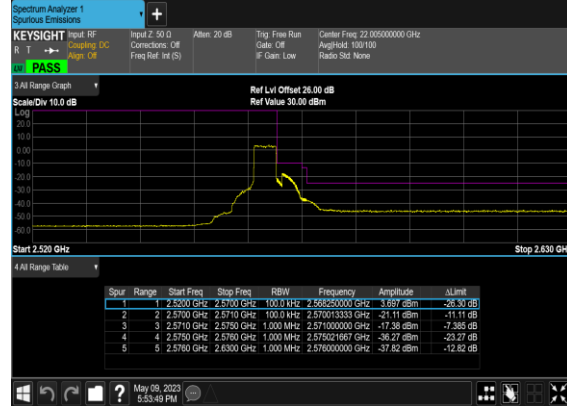 Spectrum Analyzer 1
Spurious Emissions
+
KEYSIGHT Input: RF Input Z: 50 Ω Atten: 20 dB Trig: Free Run Center Freq: 22.005000000 GHz
R T Coupling: DC Corrections: Off Gate: Off Avg|Hold: 100/100
Align: Off Freq Ref: Int (S) IF Gain: Low Radio Std: None
LU PASS
3 All Range Graph
Ref Lvl Offset 26.00 dB
Scale/Div 10.0 dB Ref Value 30.00 dBm
Log
20.0
10.0
0.00
-10.0
-20.0
-30.0
-40.0
-50.0
-60.0
Start 2.520 GHz Stop 2.630 GH
4 All Range Table
Spur Range Start Freq Stop Freq RBW Frequency Amplitude ΔLimit
1 1 2.5200 GHz 2.5700 GHz 100.0 kHz 2.568250000 GHz 3.697 dBm -26.30 dB
2 2 2.5700 GHz 2.5710 GHz 100.0 kHz 2.570013333 GHz -21.11 dBm -11.11 dB
3 3 2.5710 GHz 2.5750 GHz 1.000 MHz 2.571000000 GHz -17.38 dBm -7.385 dB
4 4 2.5750 GHz 2.5760 GHz 1.000 MHz 2.575021667 GHz -36.27 dBm -23.27 dB
5 5 2.5760 GHz 2.6300 GHz 1.000 MHz 2.576000000 GHz -37.82 dBm -12.82 dB
? May 09, 2023
5:53:49 PM